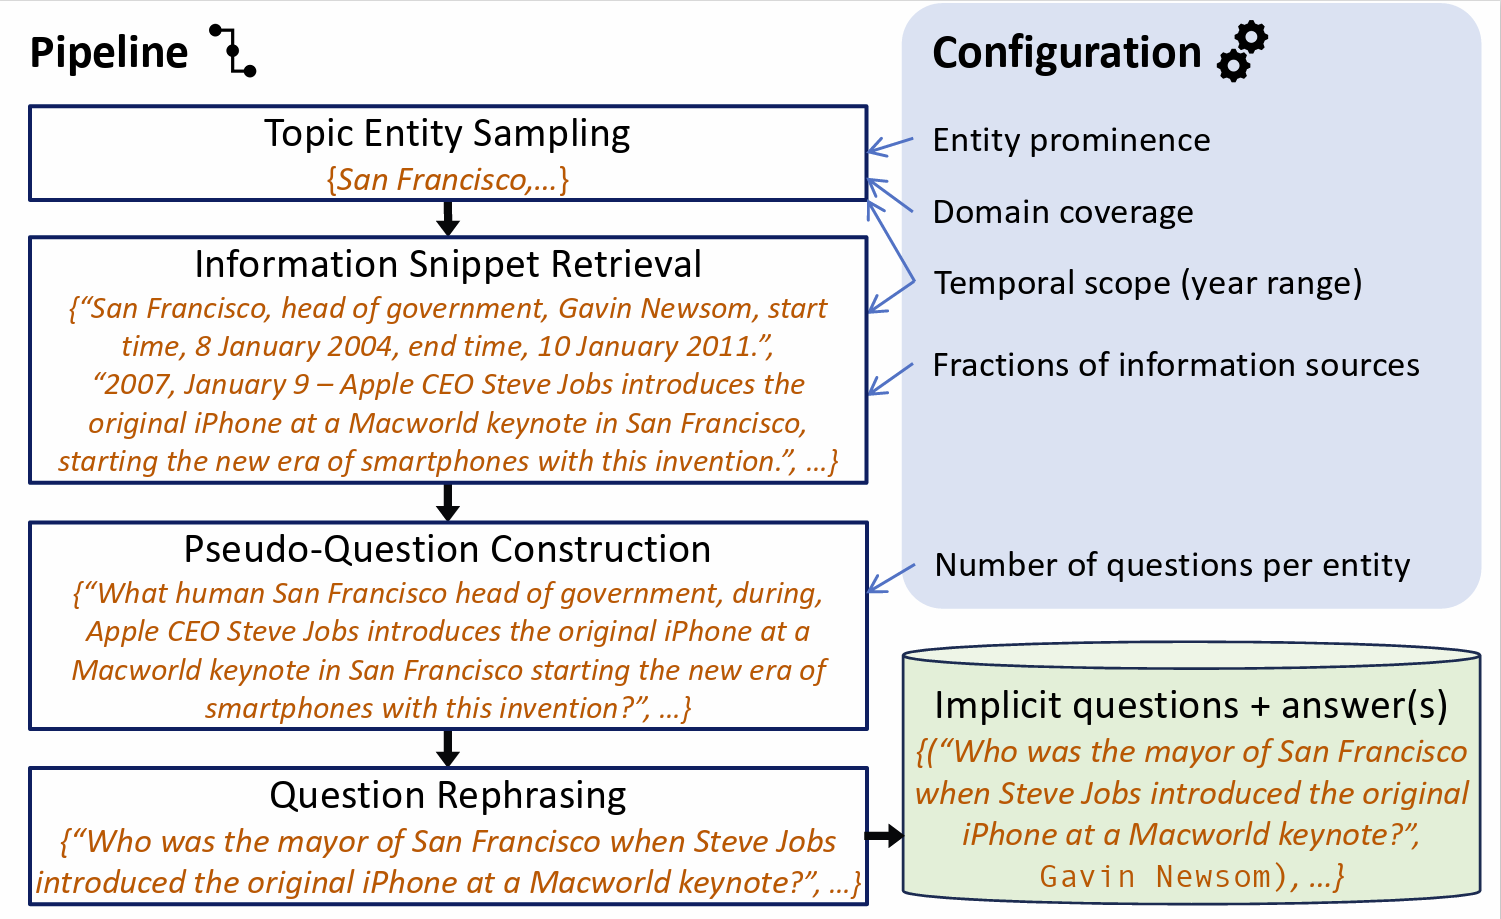 Pipeline
Topic Entity Sampling
{San Francisco,…}
Information Snippet Retrieval
{“San Francisco, head of government, Gavin Newsom, start
time, 8 January 2004, end time, 10 January 2011.”,
“2007, January 9 – Apple CEO Steve Jobs introduces the
original iPhone at a Macworld keynote in San Francisco,
starting the new era of smartphones with this invention.”, …}
Pseudo-Question Construction
{“What human San Francisco head of government, during,
Apple CEO Steve Jobs introduces the original iPhone at a
Macworld keynote in San Francisco starting the new era of
smartphones with this invention?”, …}
Question Rephrasing
{“Who was the mayor of San Francisco when Steve Jobs
introduced the original iPhone at a Macworld keynote?”, …}
Configuration
Entity prominence
Domain coverage
Temporal scope (year range)
Fractions of information sources
Number of questions per entity
Implicit questions + answer(s)
{(“Who was the mayor of San Francisco
when Steve Jobs introduced the original
iPhone at a Macworld keynote?”,
Gavin Newsom), …}